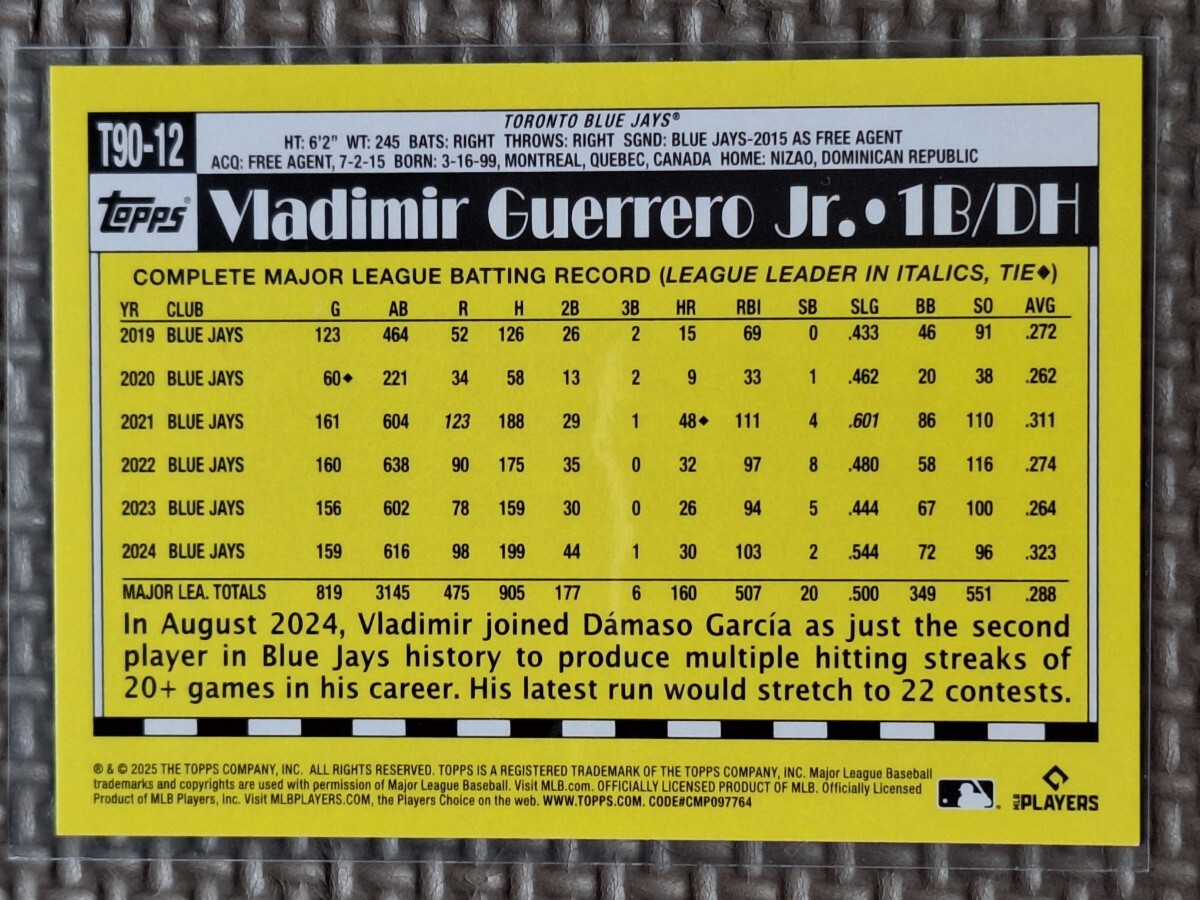 T90-12
TORONTO BLUE JAYS®
HT: 6'2" WT: 245 BATS: RIGHT THROWS: RIGHT SGND: BLUE JAYS-2015 AS FREE AGENT
ACQ: FREE AGENT, 7-2-15 BORN: 3-16-99, MONTREAL, QUEBEC, CANADA HOME: NIZAO, DOMINICAN REPUBLIC
topps® Vladimir Guerrero Jr.•1B/DH
COMPLETE MAJOR LEAGUE BATTING RECORD (LEAGUE LEADER IN ITALICS, TIE◆)
YR CLUB G AB R H 2B 3B HR RBI SB SLG BB SO AVG
2019 BLUE JAYS 123 464 52 126 26 2 15 69 0 .433 46 91 .272
2020 BLUE JAYS 60◆ 221 34 58 13 2 9 33 1 .462 20 38 .262
2021 BLUE JAYS 161 604 123 188 29 1 48◆ 111 4 .601 86 110 .311
2022 BLUE JAYS 160 638 90 175 35 0 32 97 8 .480 58 116 .274
2023 BLUE JAYS 156 602 78 159 30 0 26 94 5 .444 67 100 .264
2024 BLUE JAYS 159 616 98 199 44 1 30 103 2 .544 72 96 .323
MAJOR LEA. TOTALS 819 3145 475 905 177 6 160 507 20 .500 349 551 .288
In August 2024, Vladimir joined Dámaso García as just the second
player in Blue Jays history to produce multiple hitting streaks of
20+ games in his career. His latest run would stretch to 22 contests.
® & © 2025 THE TOPPS COMPANY, INC. ALL RIGHTS RESERVED. TOPPS IS A REGISTERED TRADEMARK OF THE TOPPS COMPANY, INC. Major League Baseball
trademarks and copyrights are used with permission of Major League Baseball. Visit MLB.com. OFFICIALLY LICENSED PRODUCT OF MLB. Officially Licensed
Product of MLB Players, Inc. Visit MLBPLAYERS.COM, the Players Choice on the web. WWW.TOPPS.COM. CODE#CMP097764
MLB PLAYERS